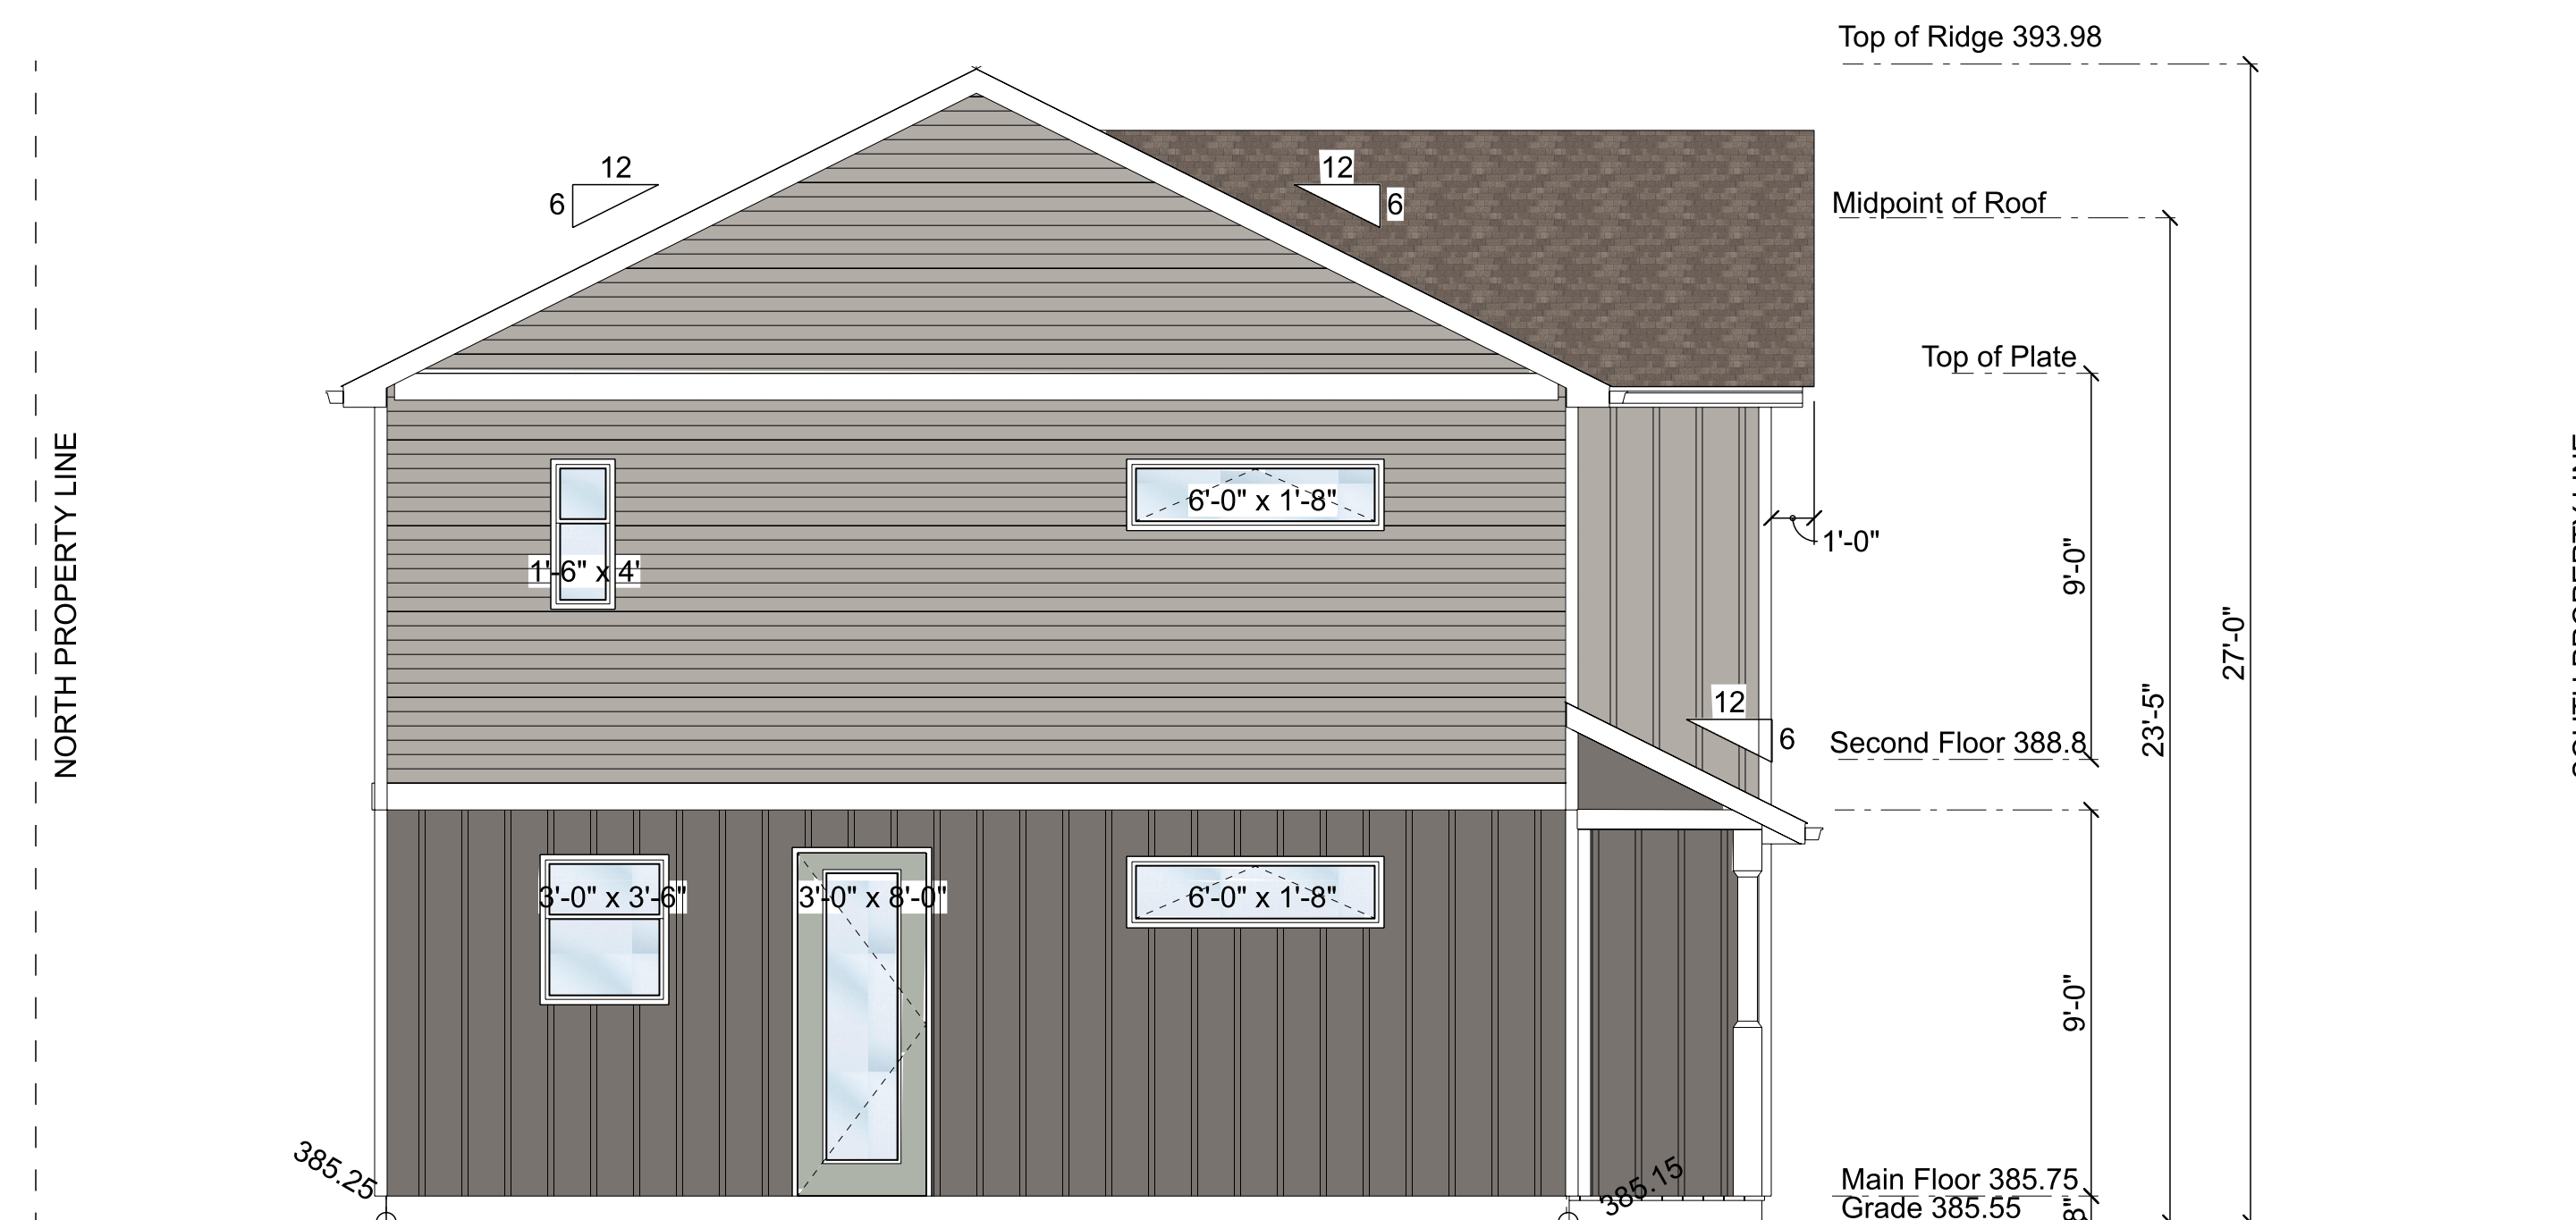 Top of Ridge 393.98
12
6
12
6
Midpoint of Roof
Top of Plate
NORTH PROPERTY LINE
6'-0" x 1'-8"
1'-6" x 4'
1'-0"
9'-0"
27'-0"
23'-5"
12
6
Second Floor 388.8
3'-0" x 3'-6"
3'-0" x 8'-0"
6'-0" x 1'-8"
9'-0"
385.25
385.15
Main Floor 385.75
Grade 385.55
8"